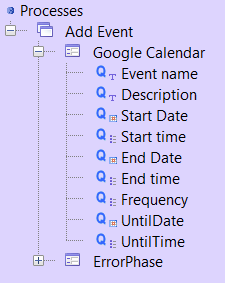 Processes
Add Event
Google Calendar
Event name
Description
Start Date
Start time
End Date
End time
Frequency
UntilDate
UntilTime
ErrorPhase